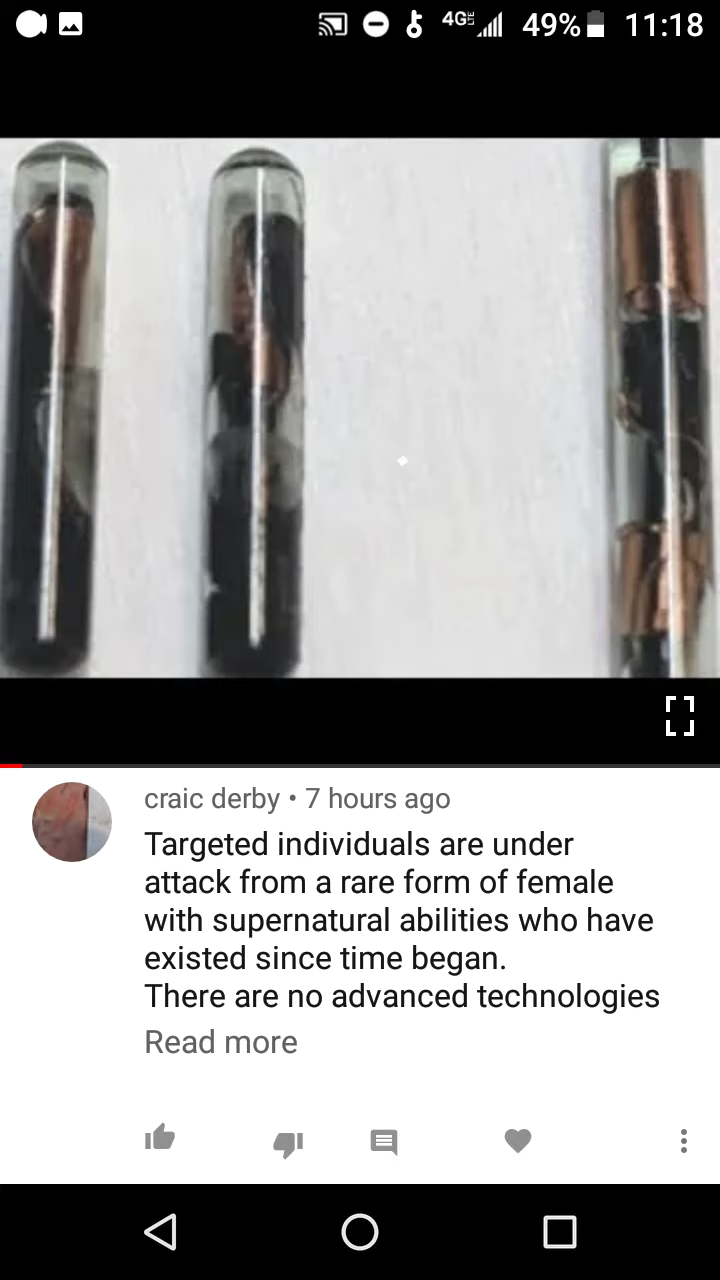 4G LTE 49% 11:18
craic derby • 7 hours ago
Targeted individuals are under
attack from a rare form of female
with supernatural abilities who have
existed since time began.
There are no advanced technologies
Read more